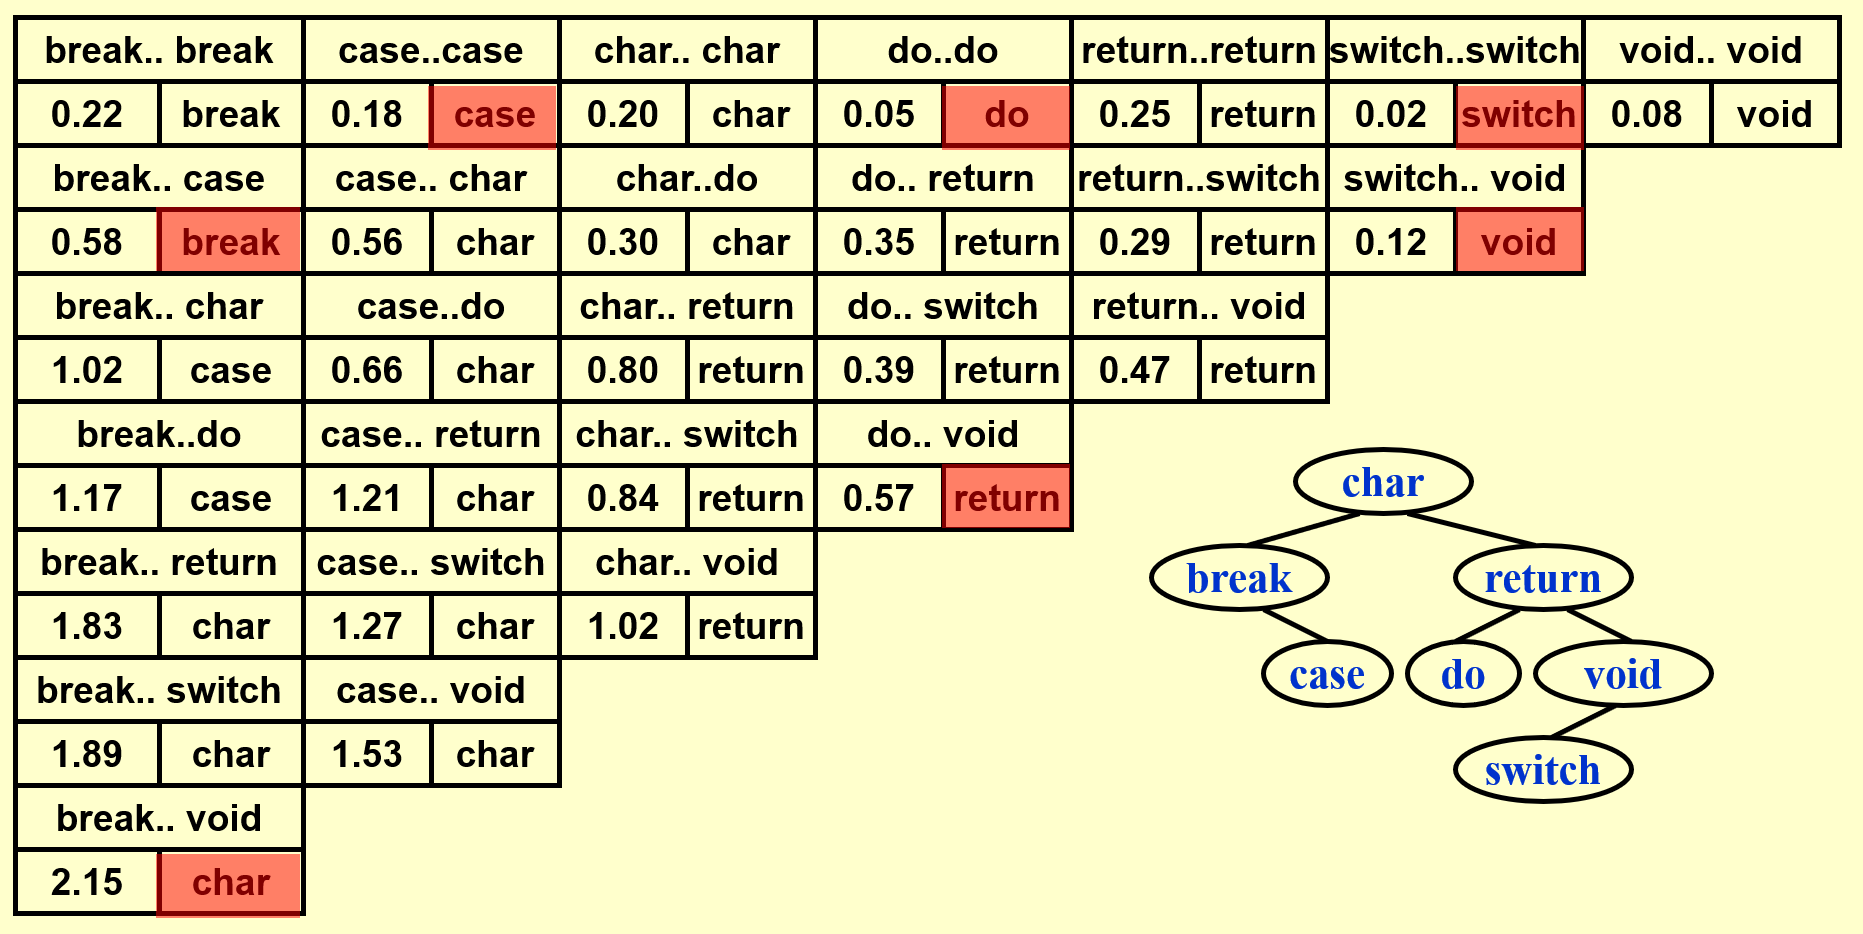 break.. break case..case char.. char do..do return..return switch..switch void.. void
0.22 break 0.18 case 0.20 char 0.05 do 0.25 return 0.02 switch 0.08 void
break.. case case.. char char..do do.. return return..switch switch.. void
0.58 break 0.56 char 0.30 char 0.35 return 0.29 return 0.12 void
break.. char case..do char.. return do.. switch return.. void
1.02 case 0.66 char 0.80 return 0.39 return 0.47 return
break..do case.. return char.. switch do.. void
1.17 case 1.21 char 0.84 return 0.57 return
break.. return case.. switch char.. void
1.83 char 1.27 char 1.02 return
break.. switch case.. void
1.89 char 1.53 char
break.. void
2.15 char
char
break return
case do void
switch